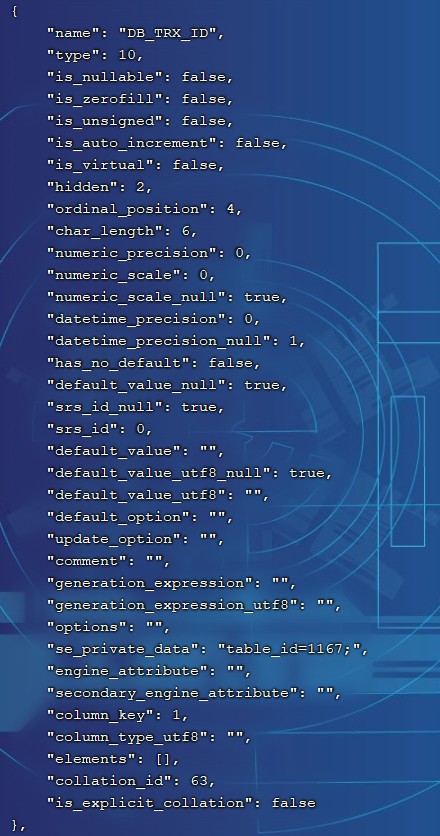 {
"name": "DB_TRX_ID",
"type": 10,
"is_nullable": false,
"is_zerofill": false,
"is_unsigned": false,
"is_auto_increment": false,
"is_virtual": false,
"hidden": 2,
"ordinal_position": 4,
"char_length": 6,
"numeric_precision": 0,
"numeric_scale": 0,
"numeric_scale_null": true,
"datetime_precision": 0,
"datetime_precision_null": 1,
"has_no_default": false,
"default_value_null": true,
"srs_id_null": true,
"srs_id": 0,
"default_value": "",
"default_value_utf8_null": true,
"default_value_utf8": "",
"default_option": "",
"update_option": "",
"comment": "",
"generation_expression": "",
"generation_expression_utf8": "",
"options": "",
"se_private_data": "table_id=1167;",
"engine_attribute": "",
"secondary_engine_attribute": "",
"column_key": 1,
"column_type_utf8": "",
"elements": [],
"collation_id": 63,
"is_explicit_collation": false
},